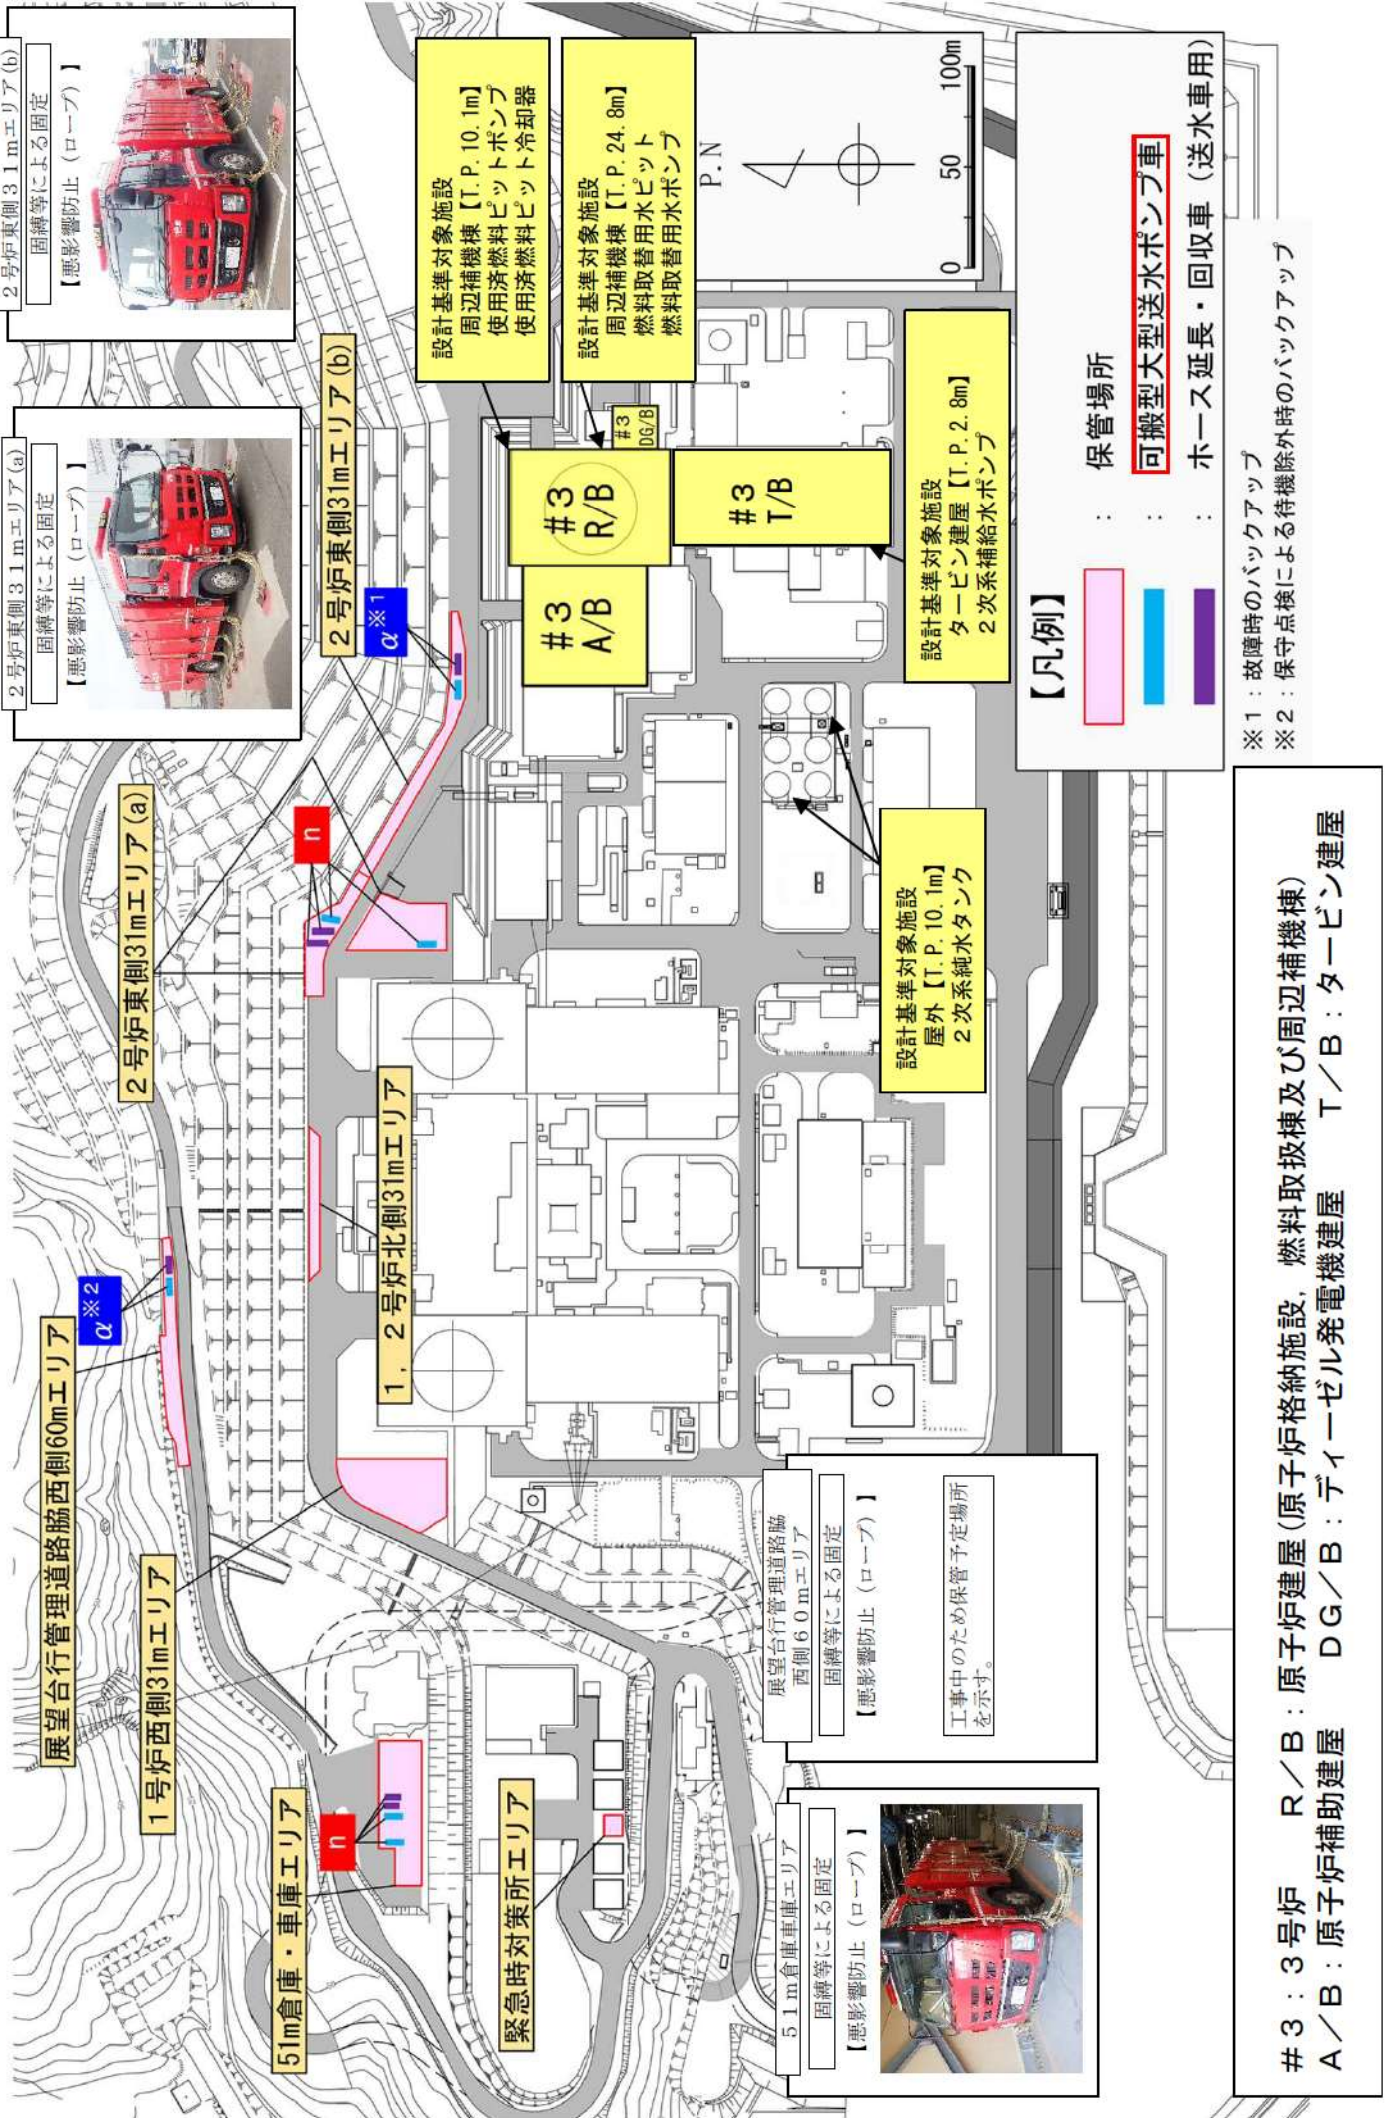 展望台行管理道路脇西側60mエリア
α※2
1号炉西側31mエリア
51m倉庫・車庫エリア
n
緊急時対策所エリア
1，2号炉北側31mエリア
2号炉東側31mエリア(a)
n
2号炉東側31mエリア(b)
α※1
2号炉東側31mエリア(a)
固縛等による固定
【悪影響防止（ロープ）】
2号炉東側31mエリア(b)
固縛等による固定
【悪影響防止（ロープ）】
設計基準対象施設
周辺補機棟【T.P.10.1m】
使用済燃料ピットポンプ
使用済燃料ピット冷却器
設計基準対象施設
周辺補機棟【T.P.24.8m】
燃料取替用水ピット
燃料取替用水ポンプ
#3
R/B
#3
DG/B
#3
A/B
#3
T/B
設計基準対象施設
タービン建屋【T.P.2.8m】
2次系補給水ポンプ
設計基準対象施設
屋外【T.P.10.1m】
2次系純水タンク
P.N
0 50 100m
51m倉庫車庫エリア
固縛等による固定
【悪影響防止（ロープ）】
展望台行管理道路脇
西側60mエリア
固縛等による固定
【悪影響防止（ロープ）】
工事中のため保管予定場所
を示す。
【凡例】
： 保管場所
： 可搬型大型送水ポンプ車
： ホース延長・回収車（送水車用）
※1：故障時のバックアップ
※2：保守点検による待機除外時のバックアップ
#3：3号炉 R/B：原子炉建屋(原子炉格納施設，燃料取扱棟及び周辺補機棟)
A/B：原子炉補助建屋 DG/B：ディーゼル発電機建屋 T/B：タービン建屋